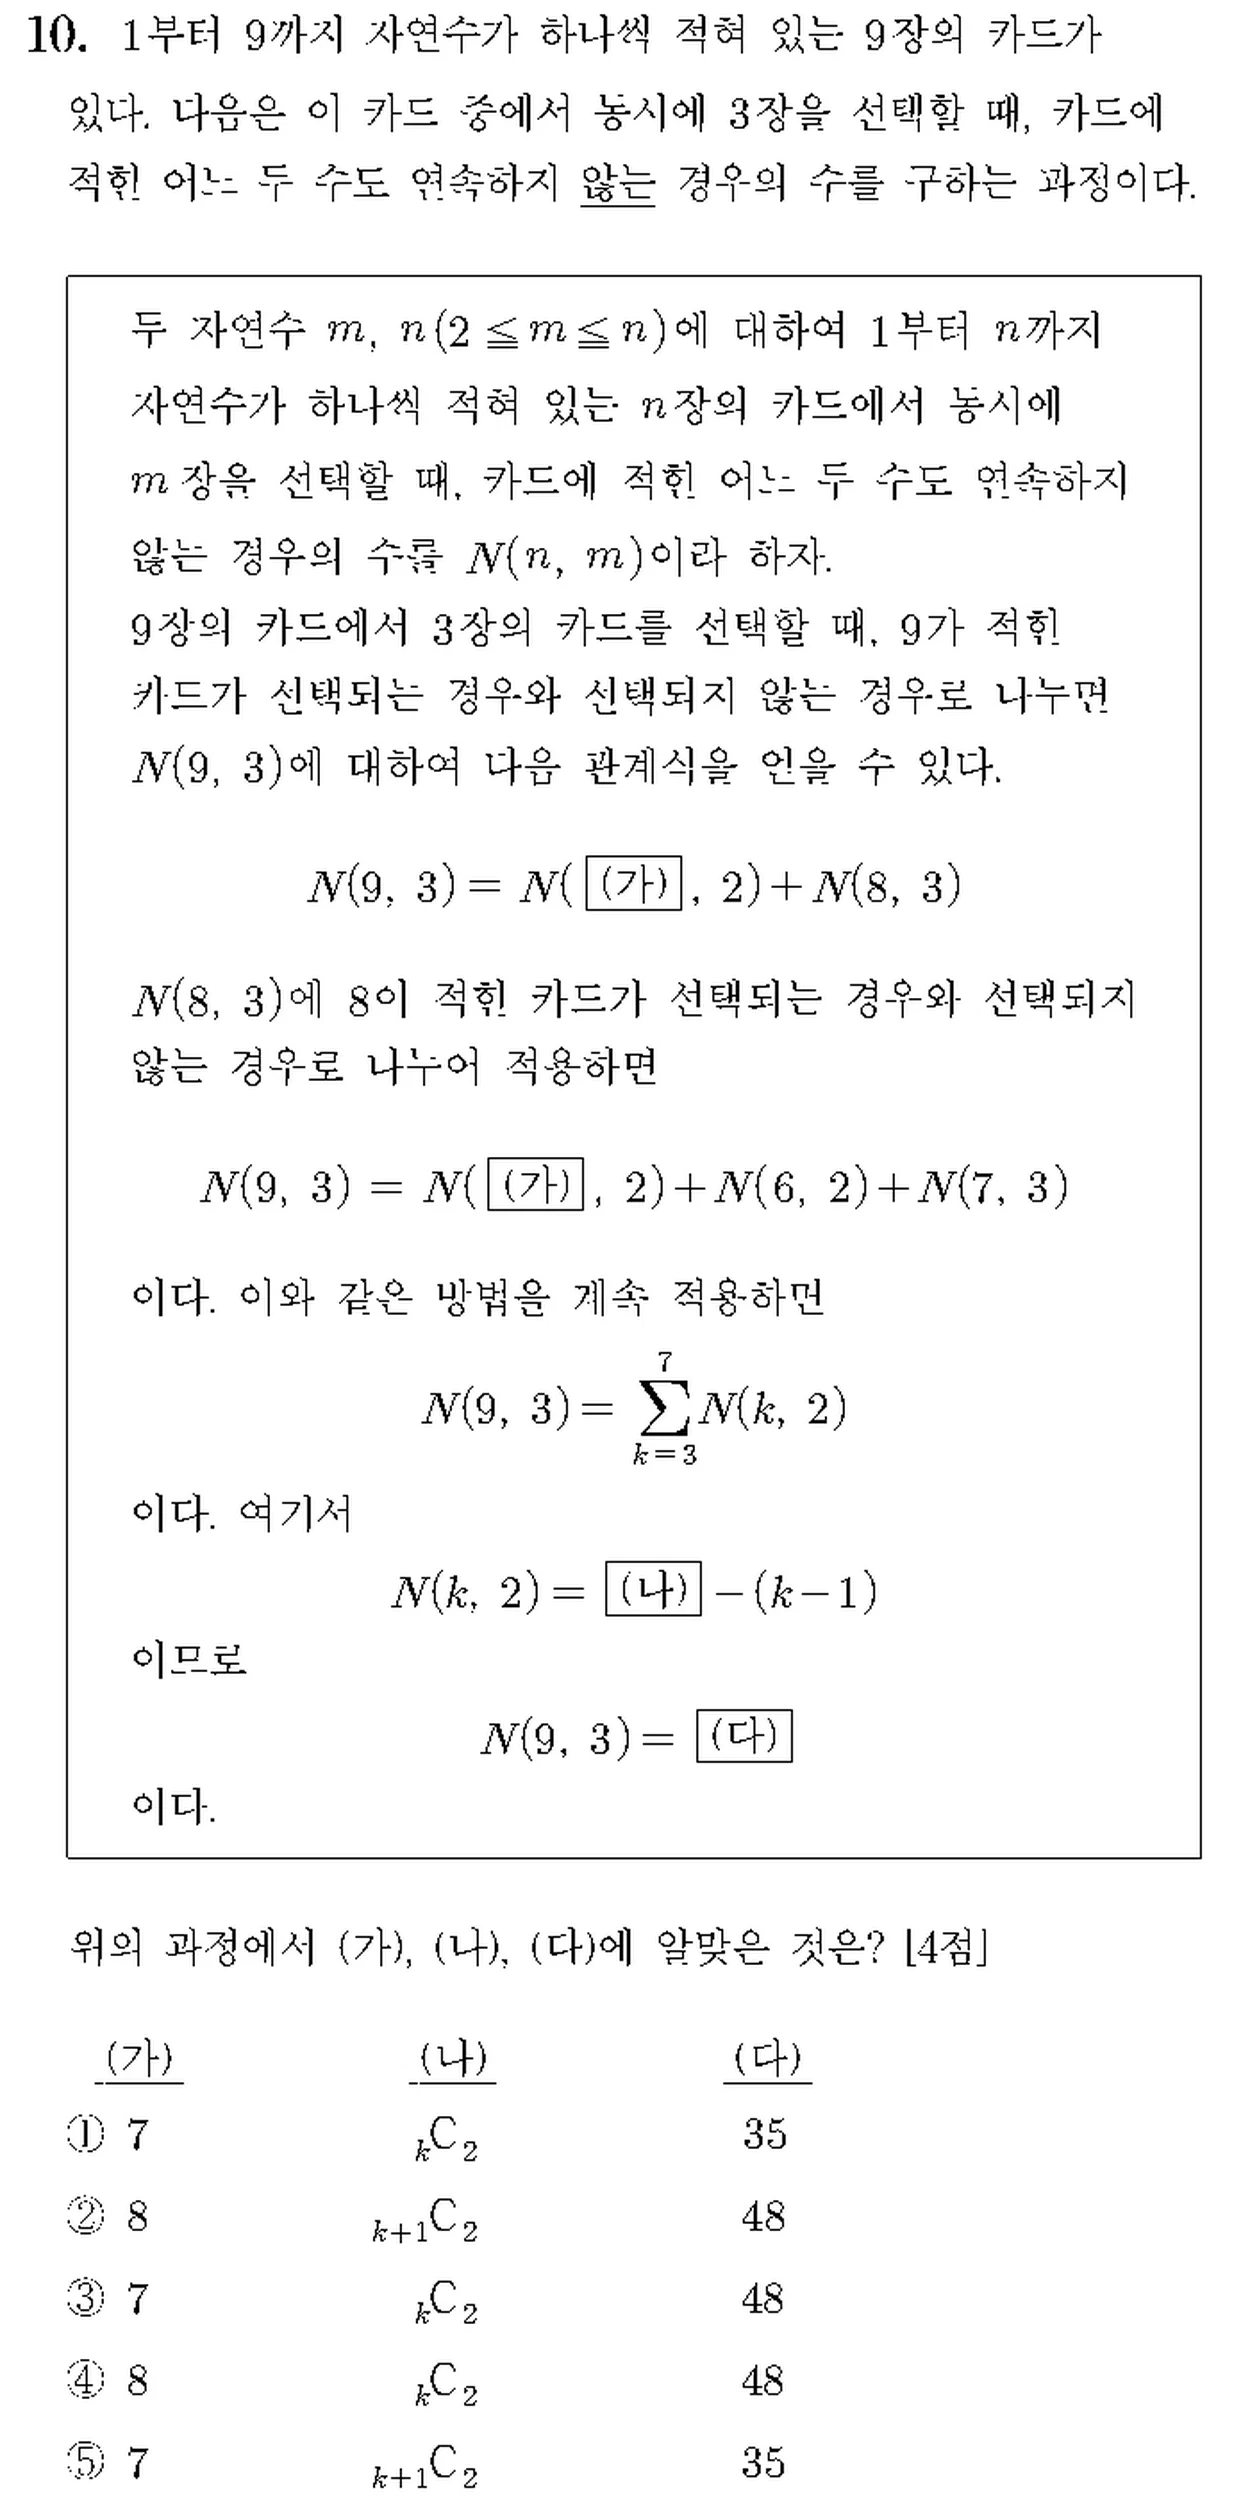 10. 1부터 9까지 자연수가 하나씩 적혀 있는 9장의 카드가
있다. 다음은 이 카드 중에서 동시에 3장을 선택할 때, 카드에
적힌 어느 두 수도 연속하지 않는 경우의 수를 구하는 과정이다.
두 자연수 m, n(2≦m≦n)에 대하여 1부터 n까지
자연수가 하나씩 적혀 있는 n장의 카드에서 동시에
m장을 선택할 때, 카드에 적힌 어느 두 수도 연속하지
않는 경우의 수를 N(n, m)이라 하자.
9장의 카드에서 3장의 카드를 선택할 때, 9가 적힌
카드가 선택되는 경우와 선택되지 않는 경우로 나누면
N(9, 3)에 대하여 다음 관계식을 얻을 수 있다.
N(9, 3)= N( (가) , 2)+N(8, 3)
N(8, 3)에 8이 적힌 카드가 선택되는 경우와 선택되지
않는 경우로 나누어 적용하면
N(9, 3) = N( (가) , 2)+N(6, 2)+N(7, 3)
이다. 이와 같은 방법을 계속 적용하면
N(9, 3)= ∑_{k=3}^{7} N(k, 2)
이다. 여기서
N(k, 2)= (나) −(k−1)
이므로
N(9, 3)= (다)
이다.
위의 과정에서 (가), (나), (다)에 알맞은 것은? [4점]
(가) (나) (다)
① 7 ₖC₂ 35
② 8 ₖ₊₁C₂ 48
③ 7 ₖC₂ 48
④ 8 ₖC₂ 48
⑤ 7 ₖ₊₁C₂ 35